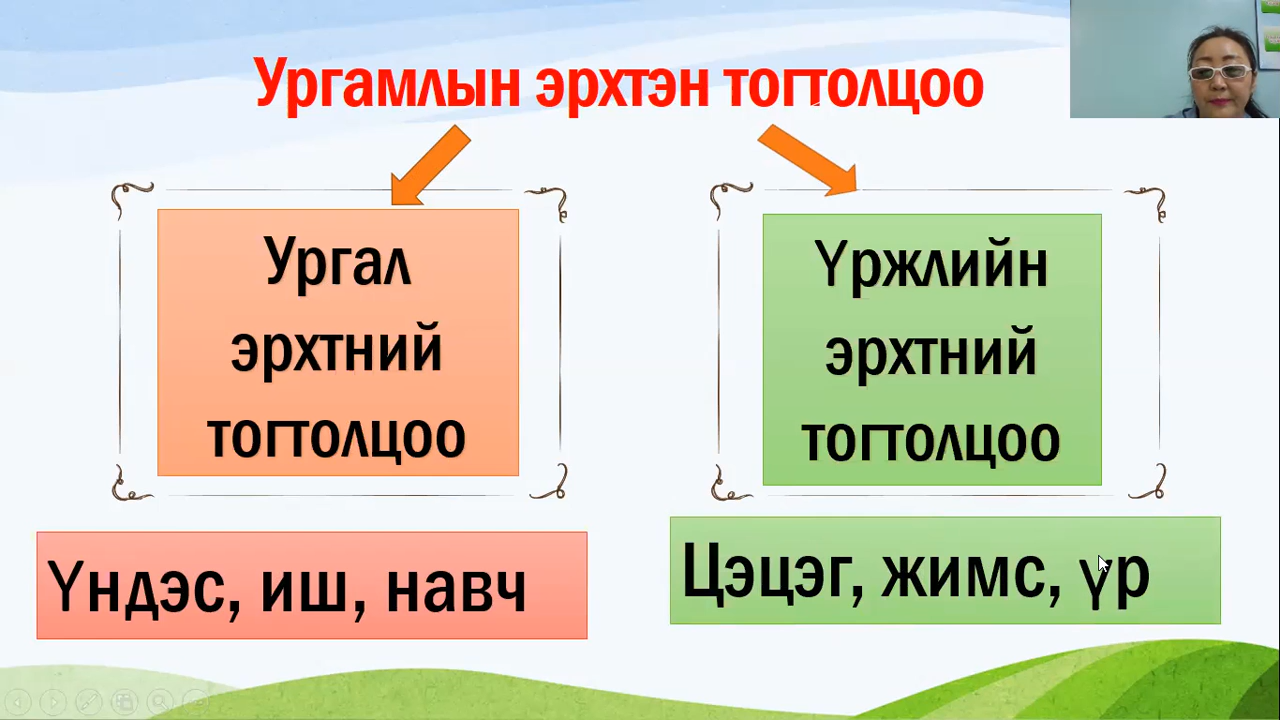 Ургамлын эрхтэн тогтолцоо
Ургал
эрхтний
тогтолцоо
Үржлийн
эрхтний
тогтолцоо
Үндэс, иш, навч
Цэцэг, жимс, үр